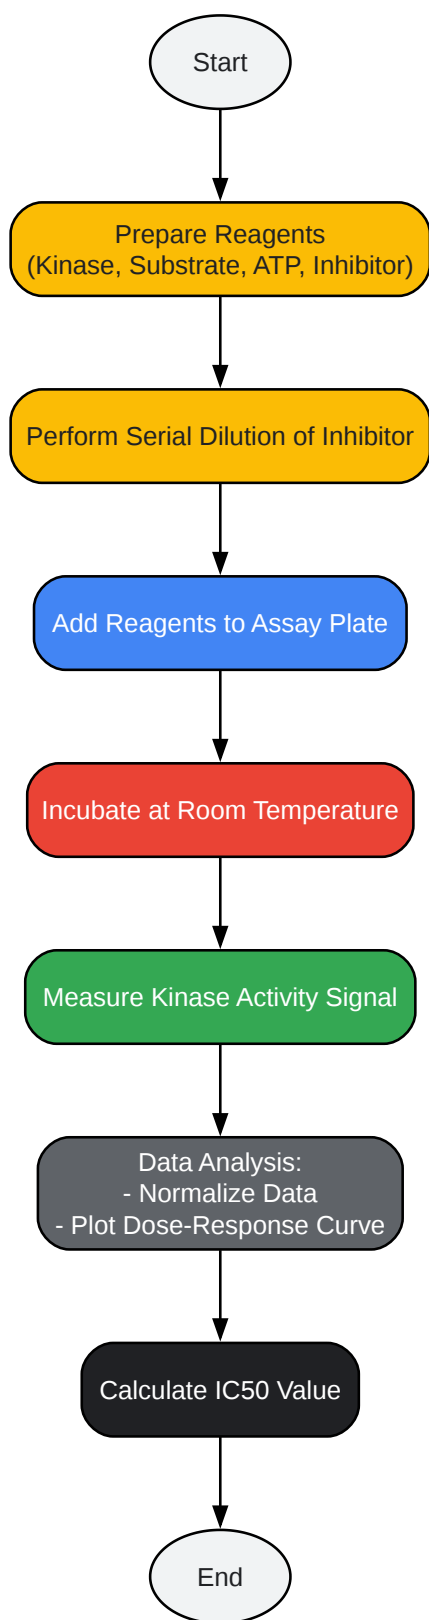 Start
Prepare Reagents
(Kinase, Substrate, ATP, Inhibitor)
Perform Serial Dilution of Inhibitor
Add Reagents to Assay Plate
Incubate at Room Temperature
Measure Kinase Activity Signal
Data Analysis:
- Normalize Data
- Plot Dose-Response Curve
Calculate IC50 Value
End